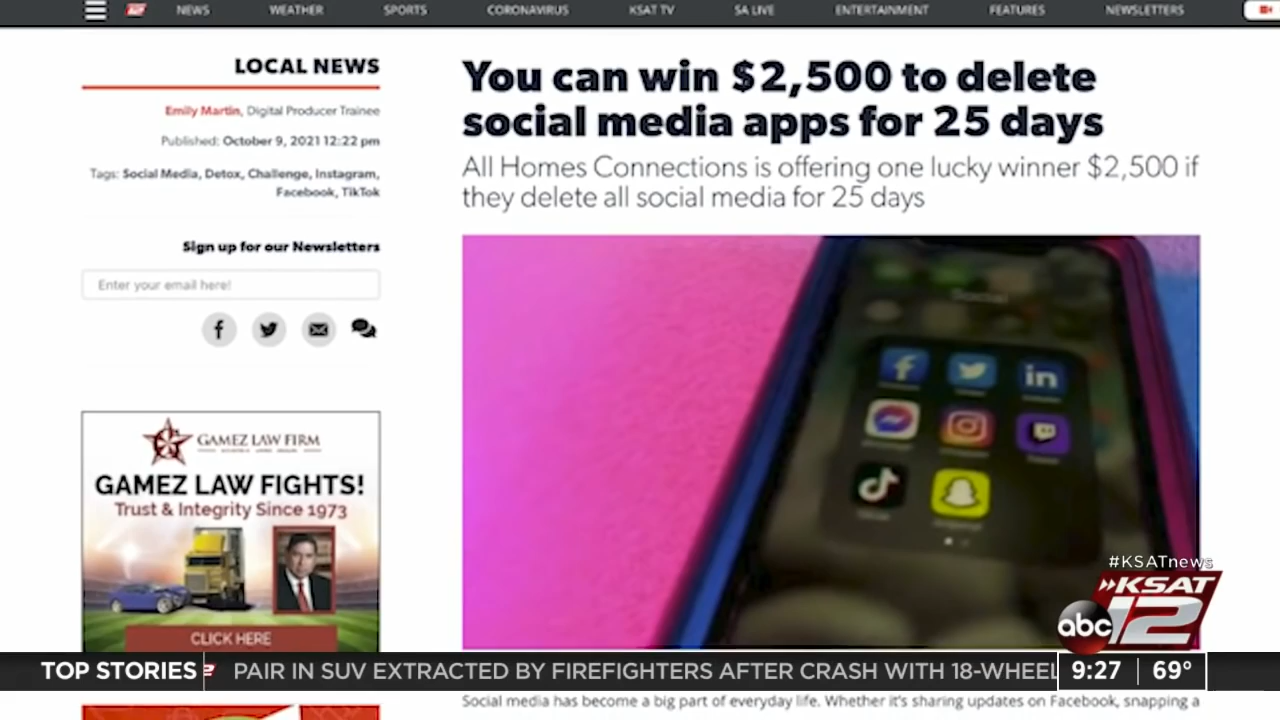 NEWS
WEATHER
SPORTS
CORONAVIRUS
KSAT TV
SA LIVE
ENTERTAINMENT
FEATURES
NEWSLETTERS
LOCAL NEWS
Emily Martin, Digital Producer Trainee
Published: October 9, 2021 12:22 pm
Tags: Social Media, Detox, Challenge, Instagram,
Facebook, TikTok
Sign up for our Newsletters
Enter your email here!
GAMEZ LAW FIRM
GAMEZ LAW FIGHTS!
Trust & Integrity Since 1973
CLICK HERE
You can win $2,500 to delete
social media apps for 25 days
All Homes Connections is offering one lucky winner $2,500 if
they delete all social media for 25 days
Social
#KSATnews
KSAT
abc 12
TOP STORIES
PAIR IN SUV EXTRACTED BY FIREFIGHTERS AFTER CRASH WITH 18-WHEEL
9:27 69°
Social media has become a big part of everyday life. Whether it's sharing updates on Facebook, snapping a